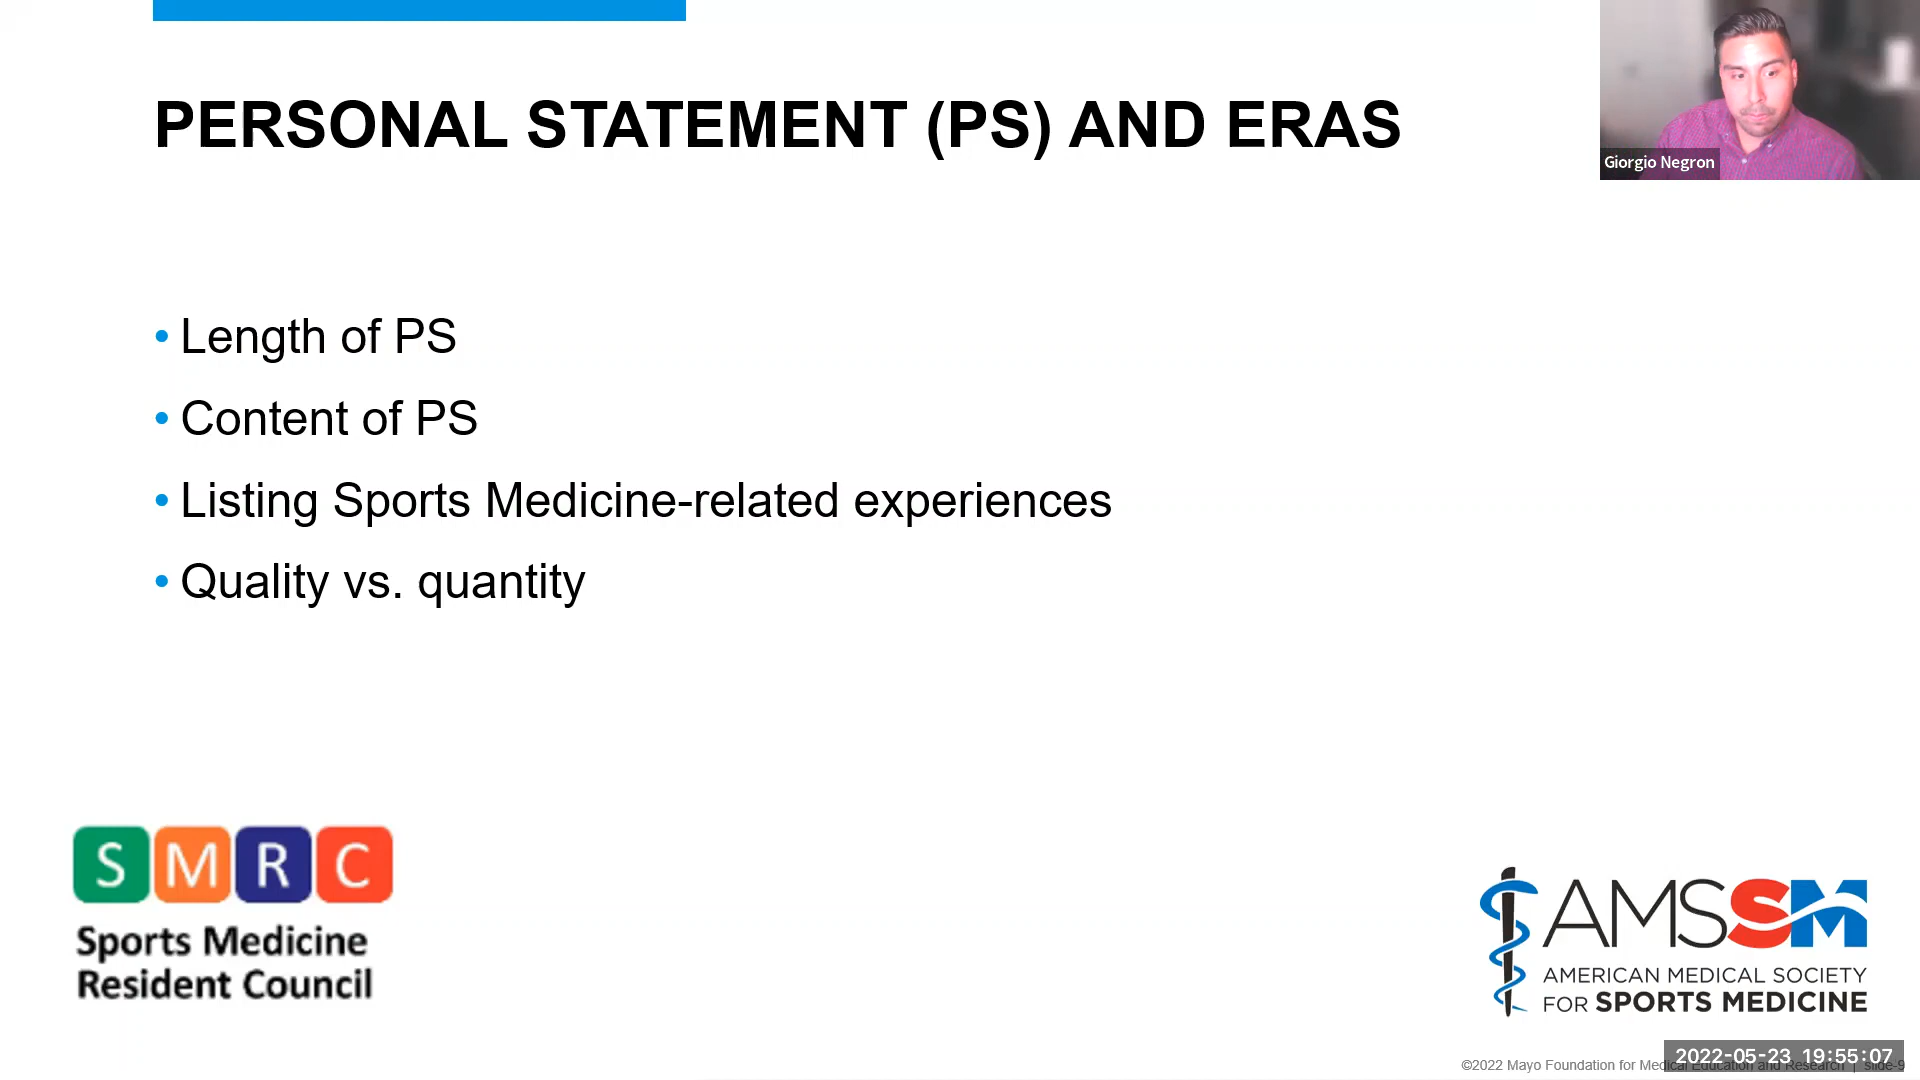 PERSONAL STATEMENT (PS) AND ERAS
Giorgio Negron
• Length of PS
• Content of PS
• Listing Sports Medicine-related experiences
• Quality vs. quantity
S M R C
Sports Medicine
Resident Council
AMSSM
AMERICAN MEDICAL SOCIETY
FOR SPORTS MEDICINE
2022-05-23 19:55:07
©2022 Mayo Foundation for Medical Education and Research | slide-9